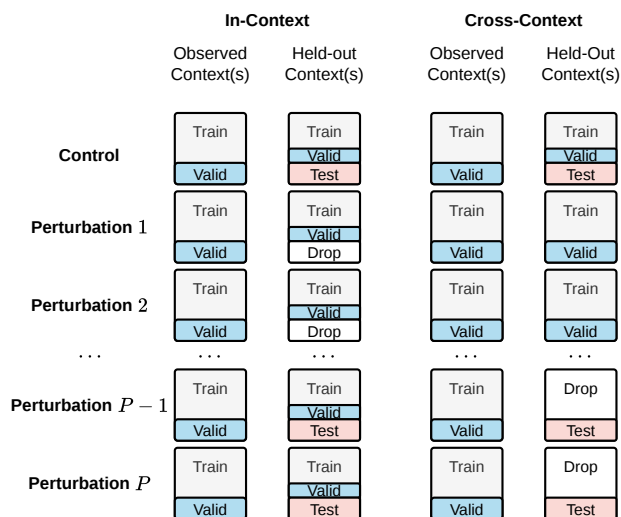 In-Context Cross-Context
Observed Context(s) Held-out Context(s) Observed Context(s) Held-Out Context(s)
Control
Train Train Train Train
Valid Valid
Valid Test Valid Test
Perturbation 1
Train Train Train Train
Valid
Valid Drop Valid Valid
Perturbation 2
Train Train Train Train
Valid
Valid Drop Valid Valid
... ... ... ... ...
Perturbation P − 1
Train Train Train Drop
Valid
Valid Test Valid Test
Perturbation P
Train Train Train Drop
Valid
Valid Test Valid Test